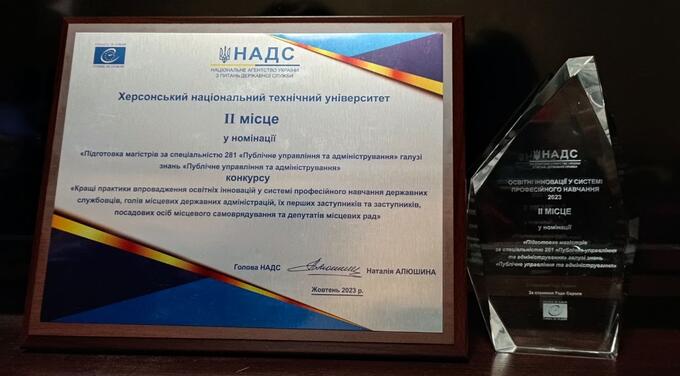 НАДС
НАЦІОНАЛЬНЕ АГЕНТСТВО УКРАЇНИ
З ПИТАНЬ ДЕРЖАВНОЇ СЛУЖБИ
Херсонський національний технічний університет
II місце
у номінації
«Підготовка магістрів за спеціальністю 281 «Публічне управління та адміністрування» галузі
знань «Публічне управління та адміністрування»
конкурсу
«Кращі практики впровадження освітніх інновацій у системі професійного навчання державних
службовців, голів місцевих державних адміністрацій, їх перших заступників та заступників,
посадових осіб місцевого самоврядування та депутатів місцевих рад»
Голова НАДС Наталія АЛЮШИНА
Жовтень 2023 р.
НАДС
ОСВІТНІ ІННОВАЦІЇ У СИСТЕМІ
ПРОФЕСІЙНОГО НАВЧАННЯ
2023
II МІСЦЕ
у номінації
«Підготовка магістрів
за спеціальністю 281 «Публічне управління
та адміністрування» галузі знань
«Публічне управління та адміністрування»
За сприяння Ради Європи